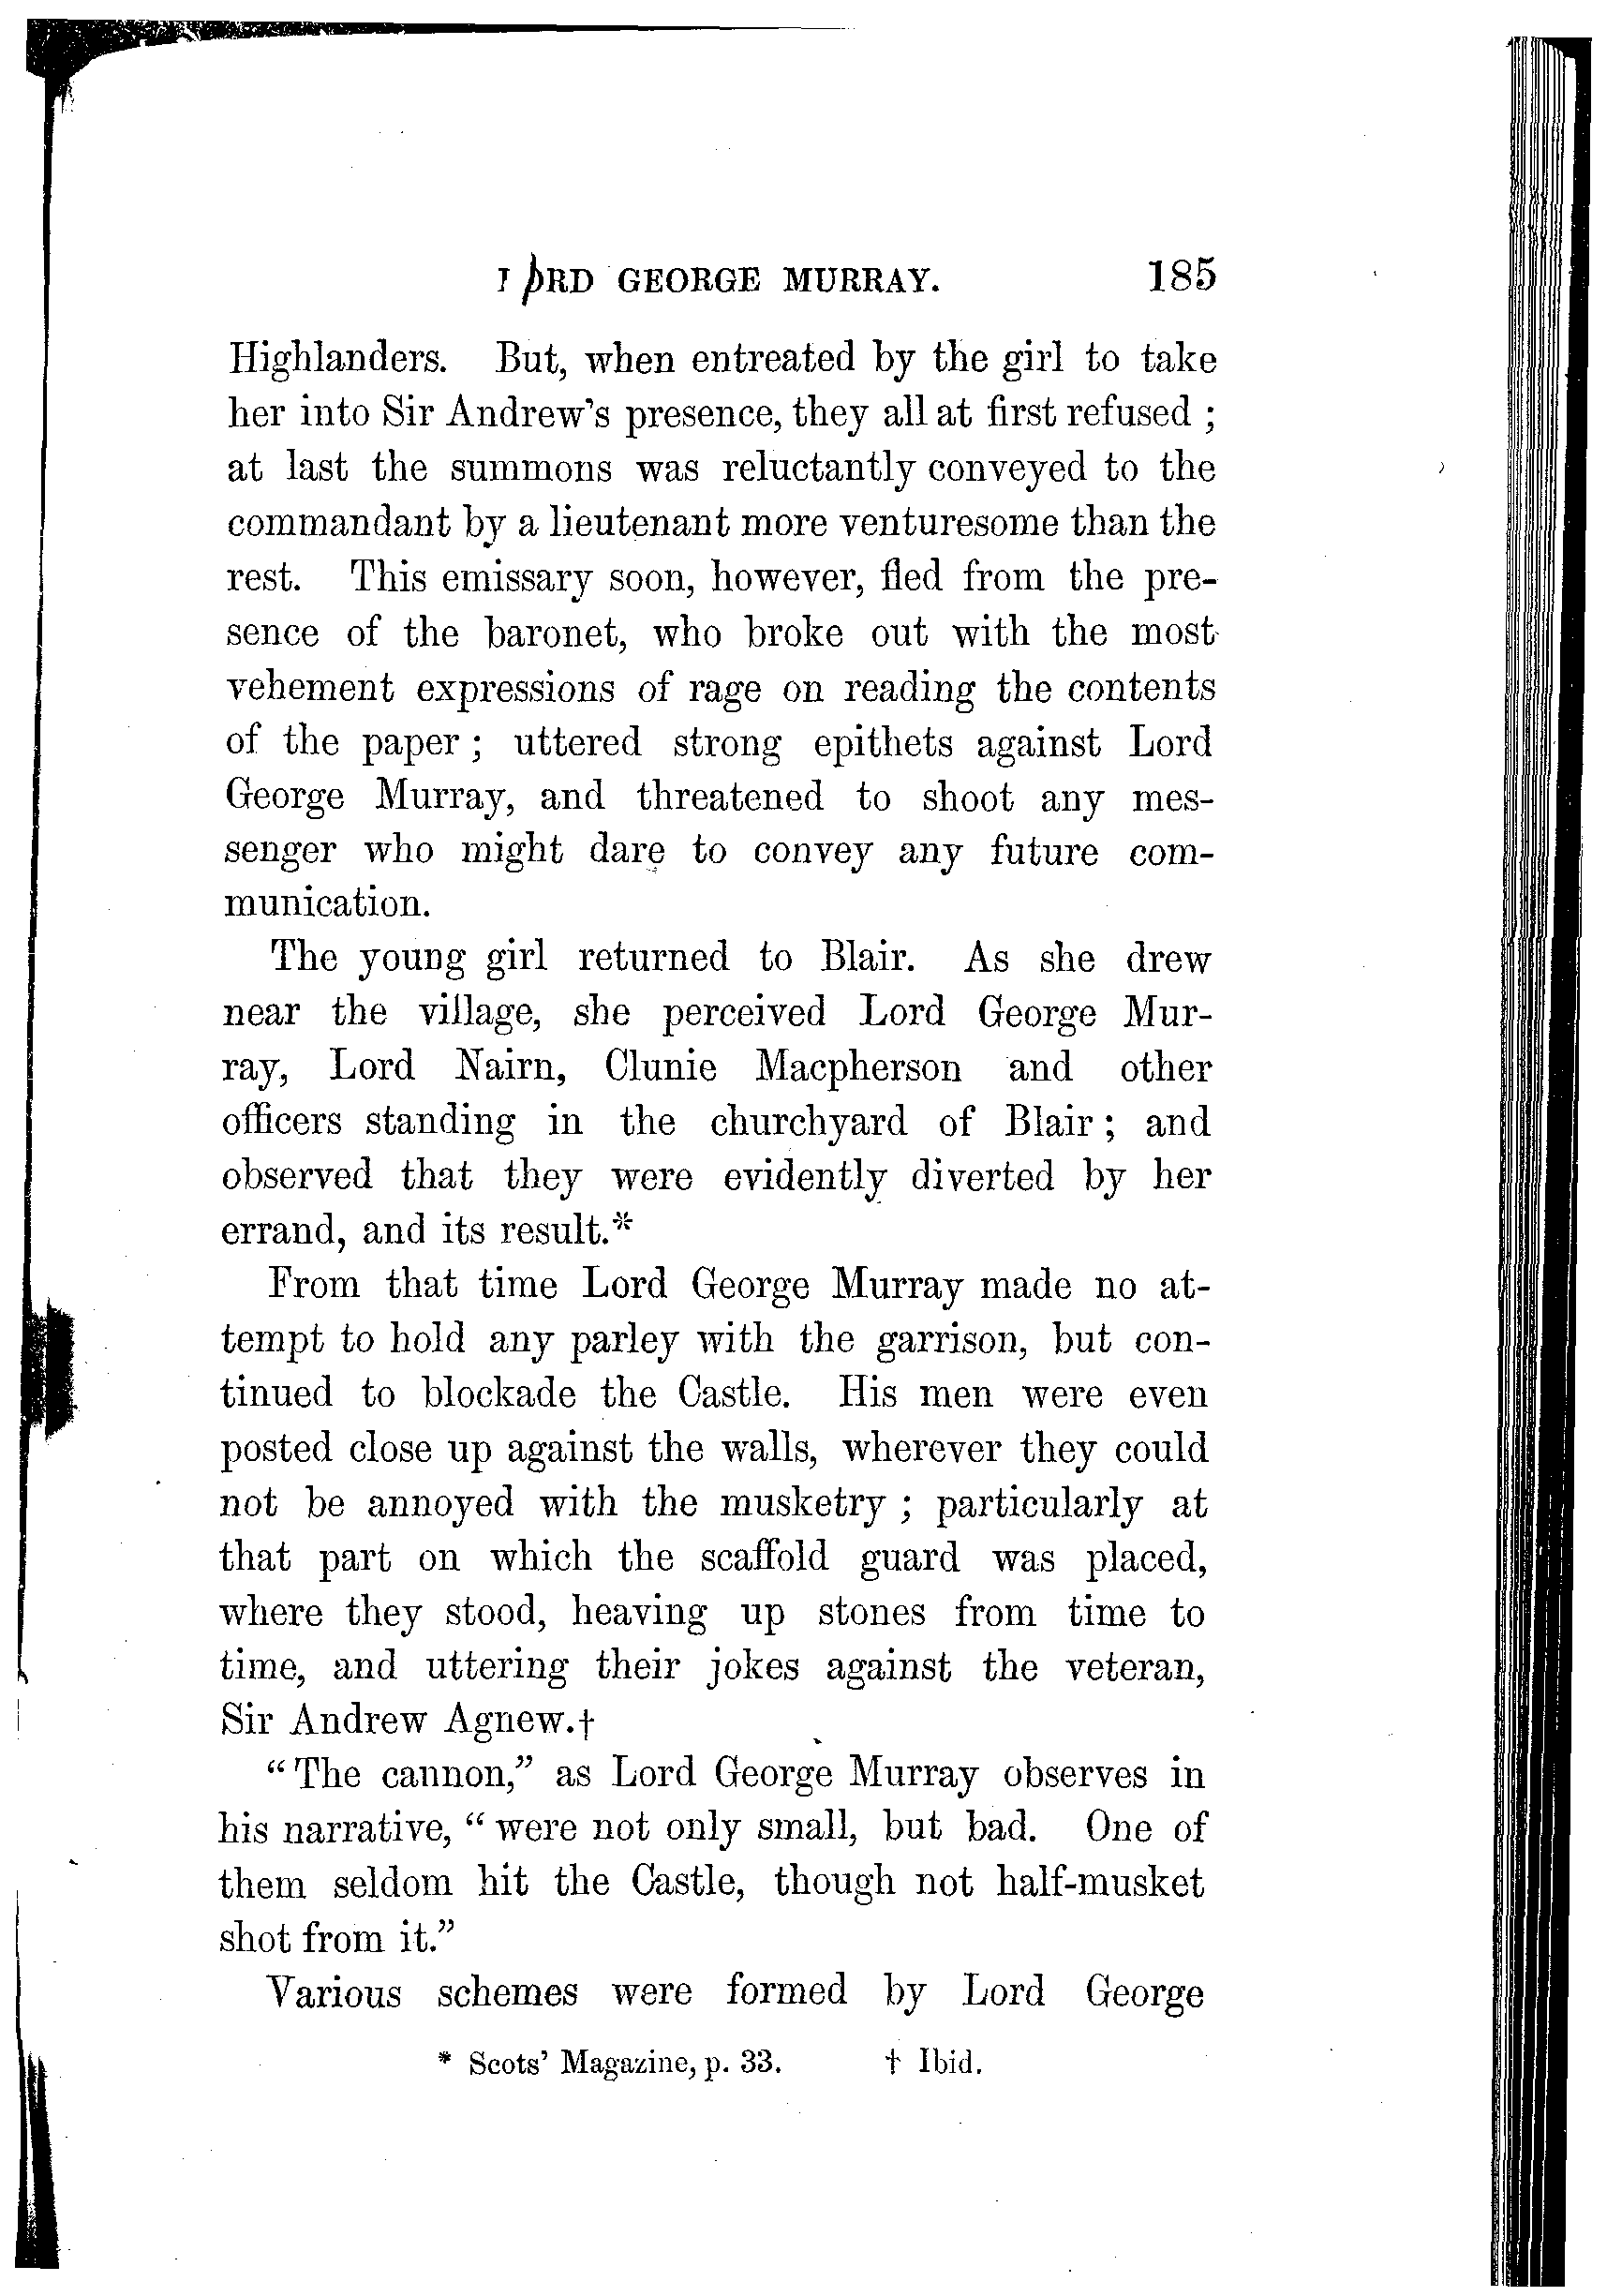 LORD GEORGE MURRAY. 185
Highlanders. But, when entreated by the girl to take
her into Sir Andrew's presence, they all at first refused ;
at last the summons was reluctantly conveyed to the
commandant by a lieutenant more venturesome than the
rest. This emissary soon, however, fled from the pre-
sence of the baronet, who broke out with the most
vehement expressions of rage on reading the contents
of the paper ; uttered strong epithets against Lord
George Murray, and threatened to shoot any mes-
senger who might dare to convey any future com-
munication.
The young girl returned to Blair. As she drew
near the village, she perceived Lord George Mur-
ray, Lord Nairn, Clunie Macpherson and other
officers standing in the churchyard of Blair ; and
observed that they were evidently diverted by her
errand, and its result.*
From that time Lord George Murray made no at-
tempt to hold any parley with the garrison, but con-
tinued to blockade the Castle. His men were even
posted close up against the walls, wherever they could
not be annoyed with the musketry ; particularly at
that part on which the scaffold guard was placed,
where they stood, heaving up stones from time to
time, and uttering their jokes against the veteran,
Sir Andrew Agnew.†
“The cannon,” as Lord George Murray observes in
his narrative, “were not only small, but bad. One of
them seldom hit the Castle, though not half-musket
shot from it.”
Various schemes were formed by Lord George
* Scots' Magazine, p. 33. † Ibid.